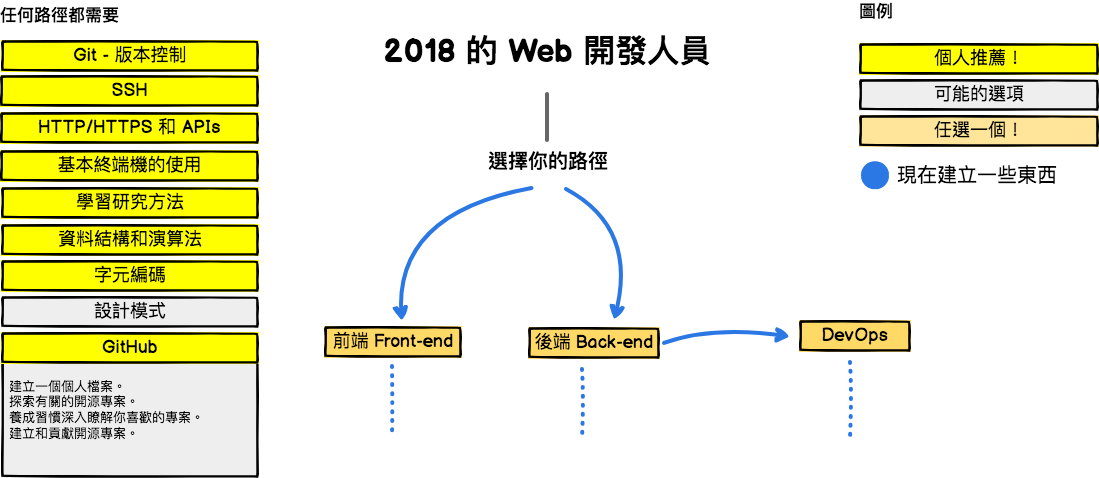 任何路徑都需要
Git - 版本控制
SSH
HTTP/HTTPS 和 APIs
基本終端機的使用
學習研究方法
資料結構和演算法
字元編碼
設計模式
GitHub
建立一個個人檔案。
探索有關的開源專案。
養成習慣深入瞭解你喜歡的專案。
建立和貢獻開源專案。
2018 的 Web 開發人員
選擇你的路徑
前端 Front-end
後端 Back-end
DevOps
圖例
個人推薦！
可能的選項
任選一個！
現在建立一些東西